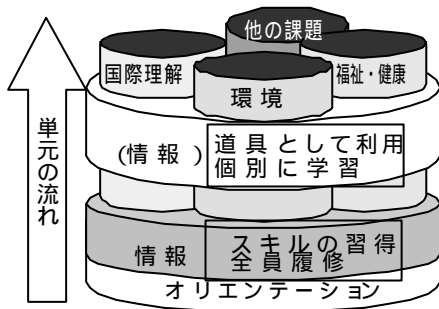 他の課題
国際理解
福祉・健康
環境
単元の流れ
(情報)
道具として利用
個別に学習
情報
スキルの習得
全員履修
オリエンテーション